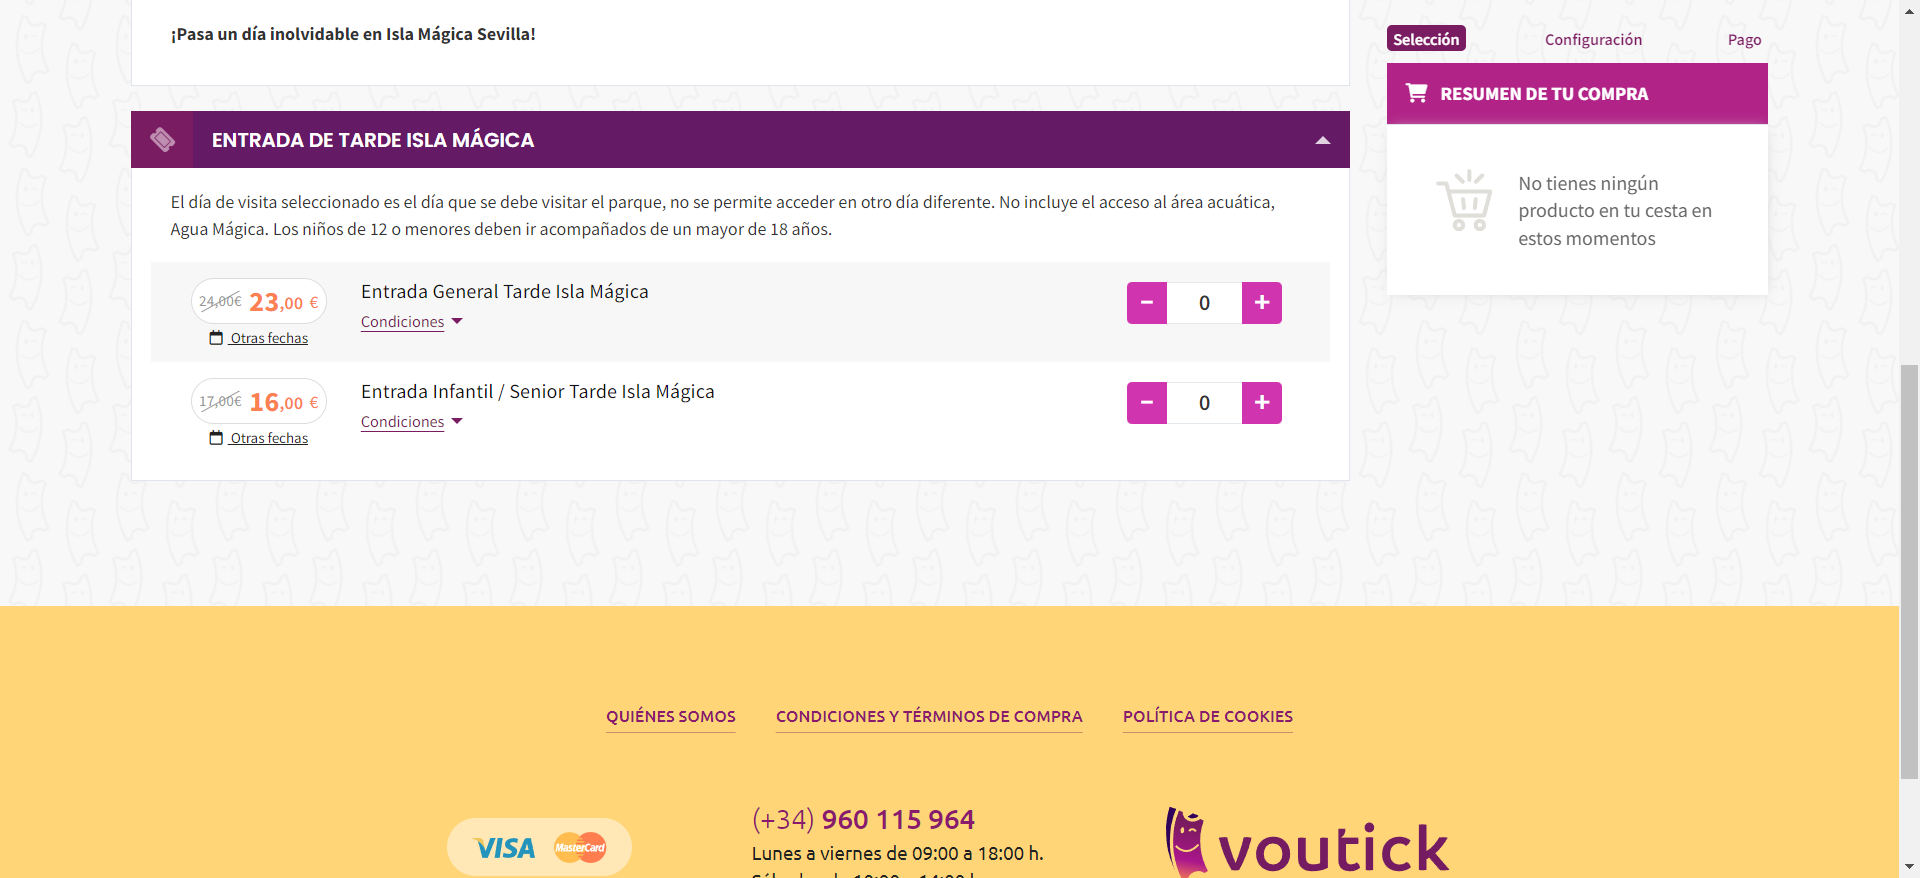 ¡Pasa un día inolvidable en Isla Mágica Sevilla!
Selección
Configuración
Pago
RESUMEN DE TU COMPRA
No tienes ningún
producto en tu cesta en
estos momentos
ENTRADA DE TARDE ISLA MÁGICA
El día de visita seleccionado es el día que se debe visitar el parque, no se permite acceder en otro día diferente. No incluye el acceso al área acuática,
Agua Mágica. Los niños de 12 o menores deben ir acompañados de un mayor de 18 años.
24,00€ 23,00 €
Otras fechas
Entrada General Tarde Isla Mágica
Condiciones
− 0 +
17,00€ 16,00 €
Otras fechas
Entrada Infantil / Senior Tarde Isla Mágica
Condiciones
− 0 +
QUIÉNES SOMOS
CONDICIONES Y TÉRMINOS DE COMPRA
POLÍTICA DE COOKIES
VISA
MasterCard
(+34) 960 115 964
Lunes a viernes de 09:00 a 18:00 h.
voutick